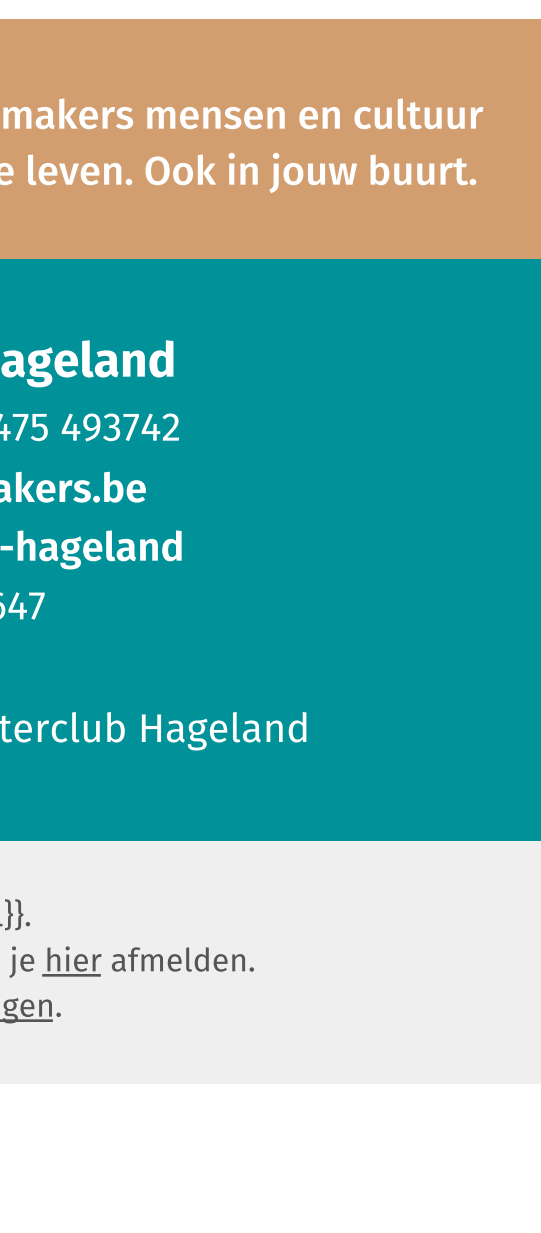 makers mensen en cultuur
e leven. Ook in jouw buurt.
ageland
475 493742
akers.be
-hageland
647
terclub Hageland
}}.
je hier afmelden.
gen.